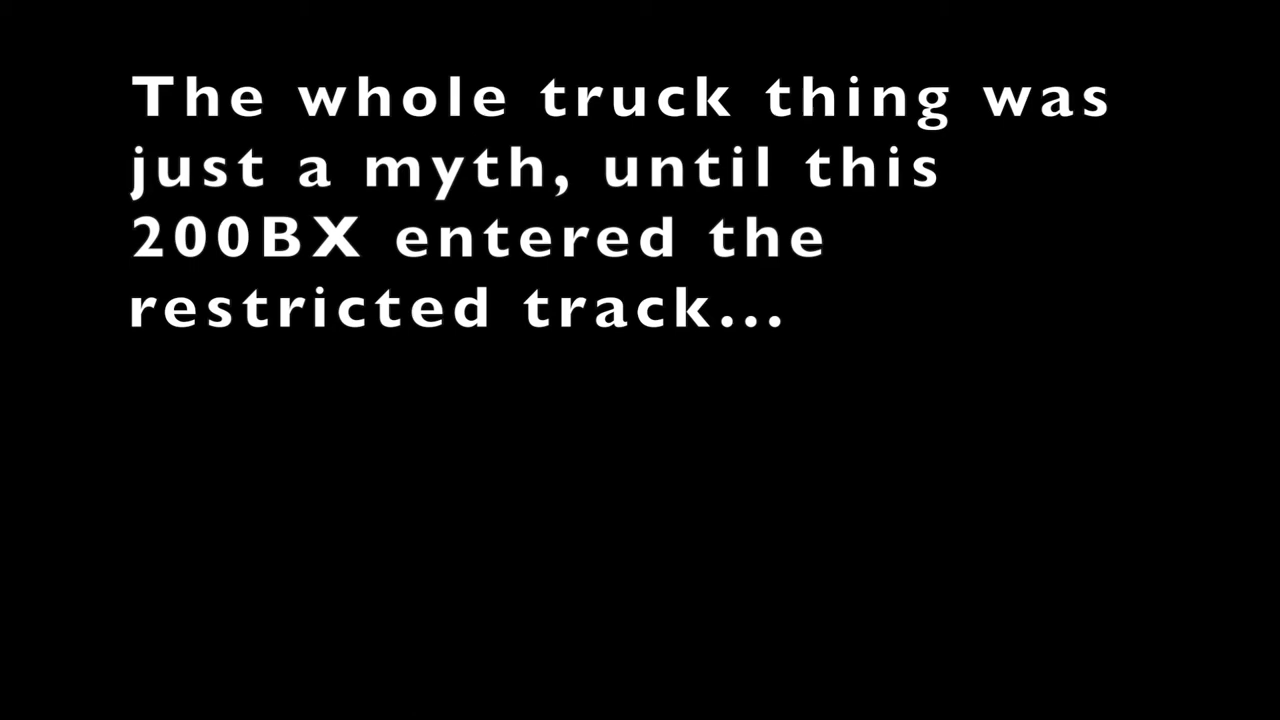 The whole truck thing was
just a myth, until this
200BX entered the
restricted track...